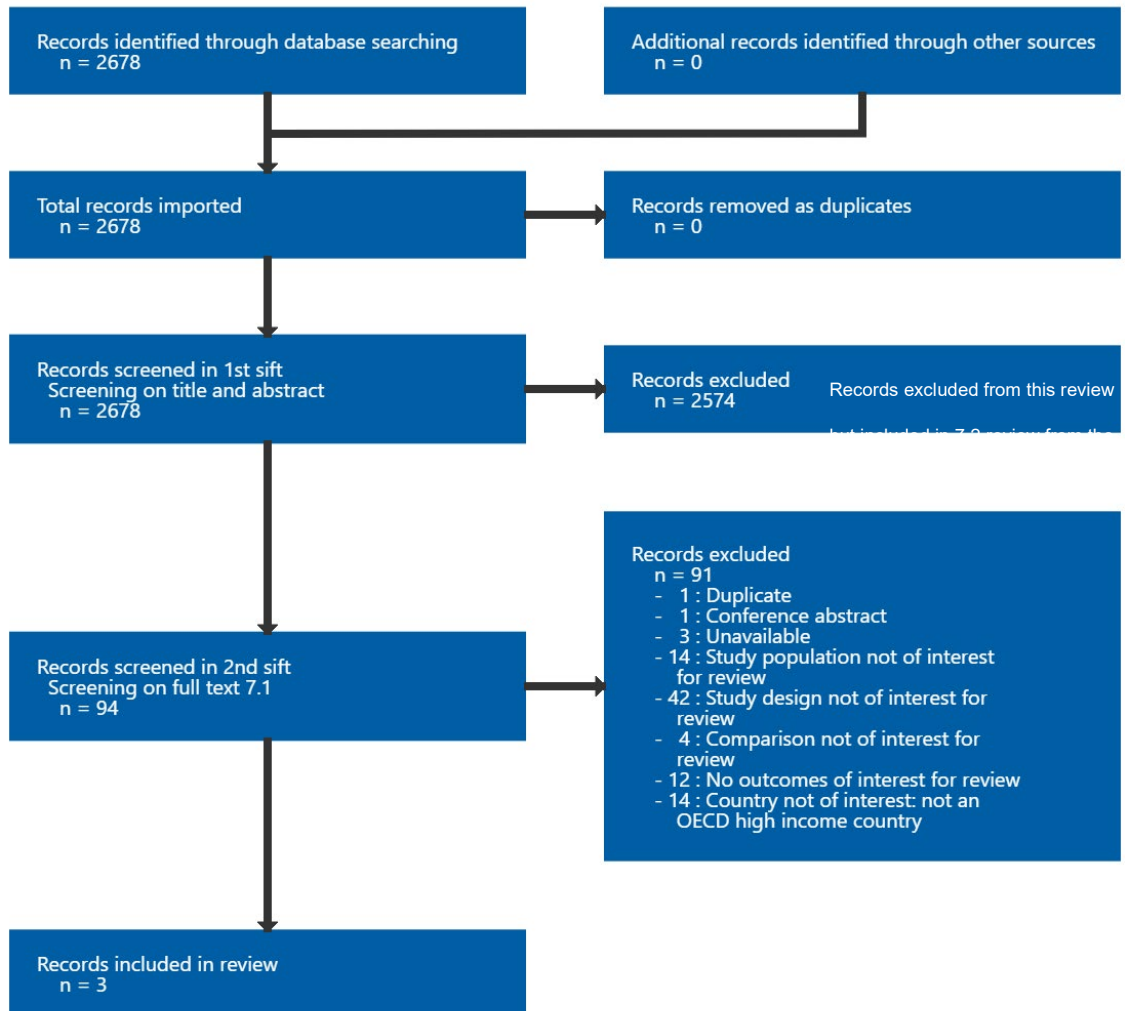 Records identified through database searching
n = 2678
Additional records identified through other sources
n = 0
Total records imported
n = 2678
Records removed as duplicates
n = 0
Records screened in 1st sift
Screening on title and abstract
n = 2678
Records excluded
n = 2574
Records excluded from this review
Records screened in 2nd sift
Screening on full text 7.1
n = 94
Records excluded
n = 91
- 1 : Duplicate
- 1 : Conference abstract
- 3 : Unavailable
- 14 : Study population not of interest
for review
- 42 : Study design not of interest for
review
- 4 : Comparison not of interest for
review
- 12 : No outcomes of interest for review
- 14 : Country not of interest: not an
OECD high income country
Records included in review
n = 3